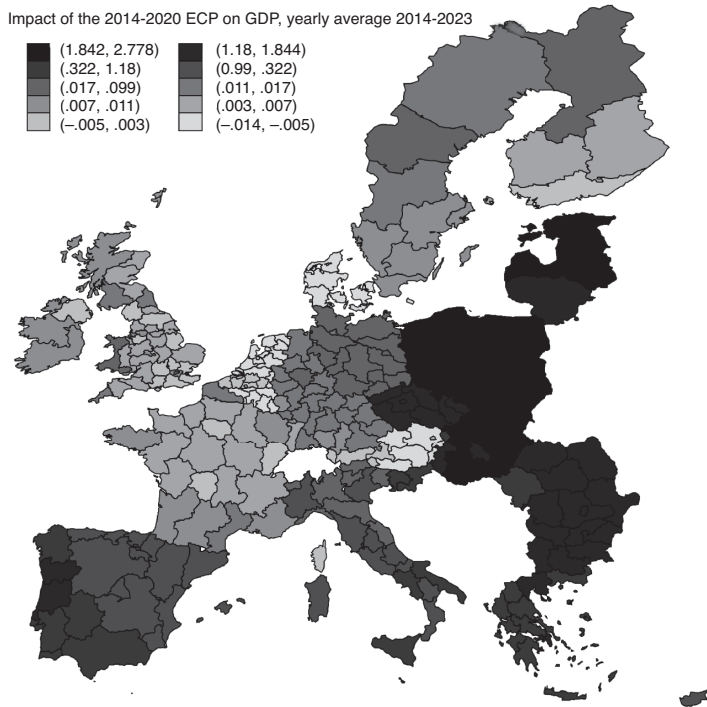 Impact of the 2014-2020 ECP on GDP, yearly average 2014-2023
(1.842, 2.778) (1.18, 1.844)
(.322, 1.18) (0.99, .322)
(.017, .099) (.011, .017)
(.007, .011) (.003, .007)
(–.005, .003) (–.014, –.005)